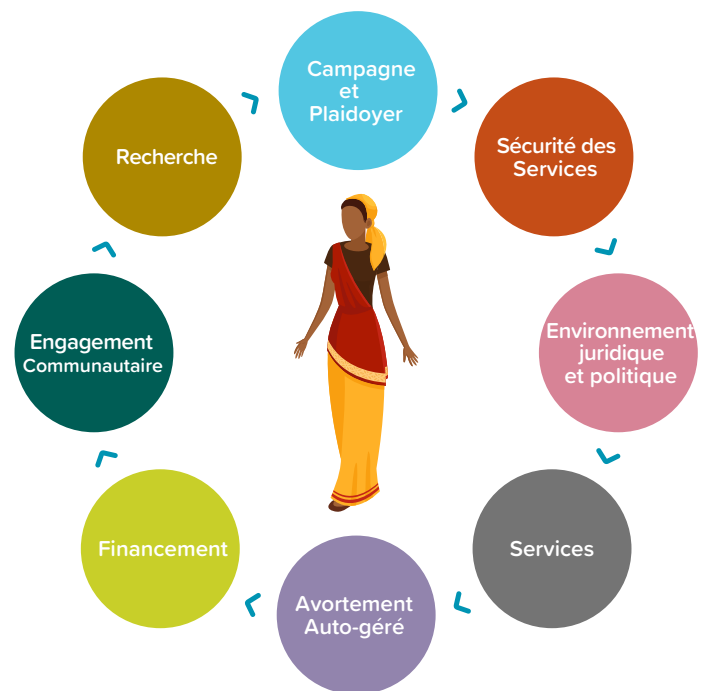 Campagne
et
Plaidoyer
Sécurité des
Services
Environnement
juridique
et politique
Services
Avortement
Auto-géré
Financement
Engagement
Communautaire
Recherche